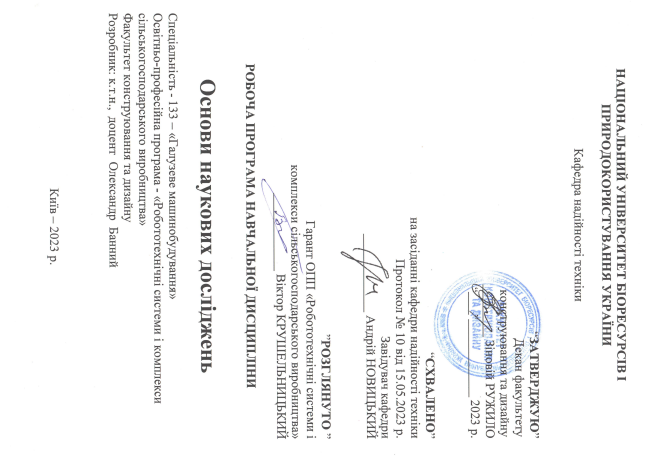 НАЦІОНАЛЬНИЙ УНІВЕРСИТЕТ БІОРЕСУРСІВ І
ПРИРОДОКОРИСТУВАННЯ УКРАЇНИ
Кафедра надійності техніки
"ЗАТВЕРДЖУЮ"
Декан факультету
конструювання та дизайну
Зіновій РУЖИЛО
2023 р.
"СХВАЛЕНО"
на засіданні кафедри надійності техніки
Протокол № 10 від 15.05.2023 р.
Завідувач кафедри
Андрій НОВИЦЬКИЙ
"РОЗГЛЯНУТО "
Гарант ОПП «Робототехнічні системи і
комплекси сільськогосподарського виробництва»
Віктор КРУШЕЛЬНИЦЬКИЙ
РОБОЧА ПРОГРАМА НАВЧАЛЬНОЇ ДИСЦИПЛІНИ
Основи наукових досліджень
Спеціальність - 133 – «Галузеве машинобудування»
Освітньо-професійна програма - «Робототехнічні системи і комплекси
сільськогосподарського виробництва»
Факультет конструювання та дизайну
Розробник: к.т.н., доцент Олександр Банний
Київ – 2023 р.